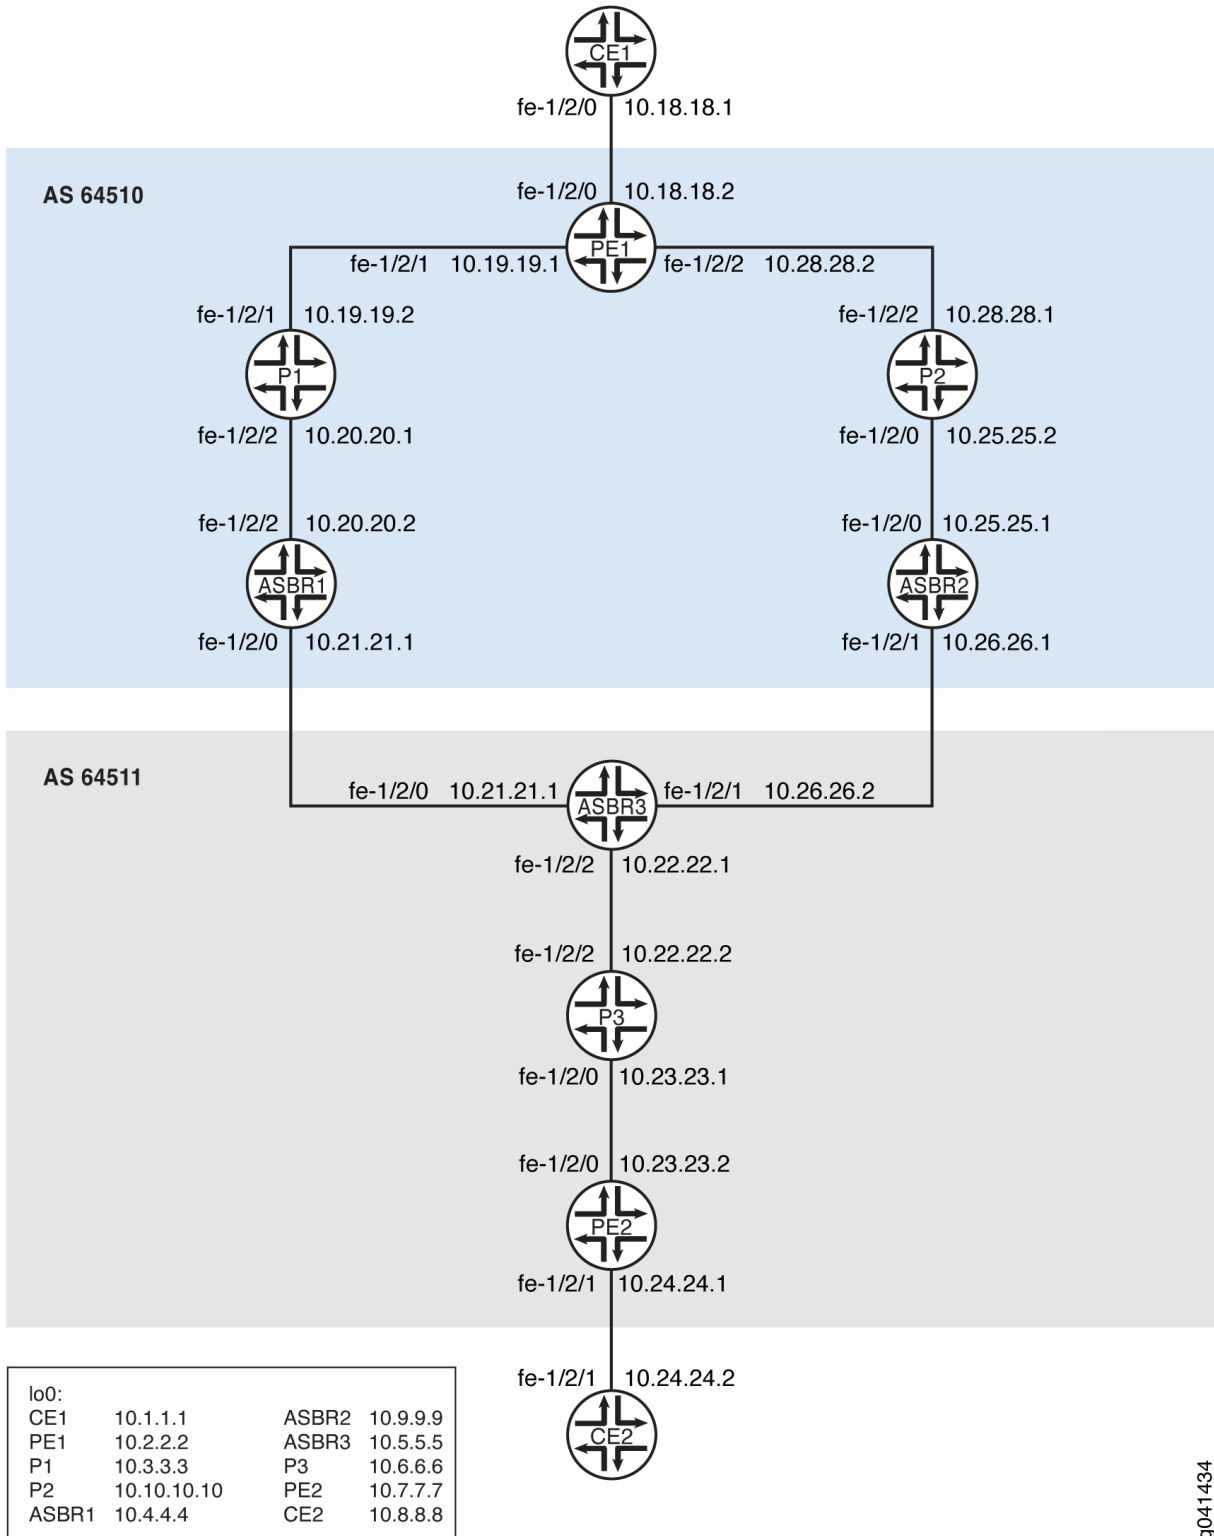 CE1
fe-1/2/0 10.18.18.1
AS 64510
fe-1/2/0 10.18.18.2
PE1
fe-1/2/1 10.19.19.1 fe-1/2/2 10.28.28.2
fe-1/2/1 10.19.19.2 fe-1/2/2 10.28.28.1
P1 P2
fe-1/2/2 10.20.20.1 fe-1/2/0 10.25.25.2
fe-1/2/2 10.20.20.2 fe-1/2/0 10.25.25.1
ASBR1 ASBR2
fe-1/2/0 10.21.21.1 fe-1/2/1 10.26.26.1
AS 64511
fe-1/2/0 10.21.21.1 fe-1/2/1 10.26.26.2
ASBR3
fe-1/2/2 10.22.22.1
fe-1/2/2 10.22.22.2
P3
fe-1/2/0 10.23.23.1
fe-1/2/0 10.23.23.2
PE2
fe-1/2/1 10.24.24.1
fe-1/2/1 10.24.24.2
CE2
lo0:
CE1 10.1.1.1 ASBR2 10.9.9.9
PE1 10.2.2.2 ASBR3 10.5.5.5
P1 10.3.3.3 P3 10.6.6.6
P2 10.10.10.10 PE2 10.7.7.7
ASBR1 10.4.4.4 CE2 10.8.8.8
g041434